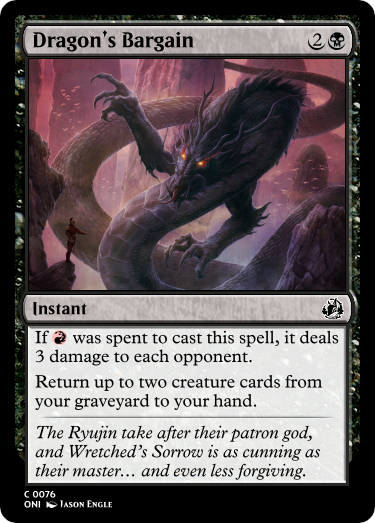 Dragon's Bargain 2
Instant
If R was spent to cast this spell, it deals
3 damage to each opponent.
Return up to two creature cards from
your graveyard to your hand.
The Ryujin take after their patron god,
and Wretched's Sorrow is as cunning as
their master… and even less forgiving.
C 0076
ONI Jason Engle